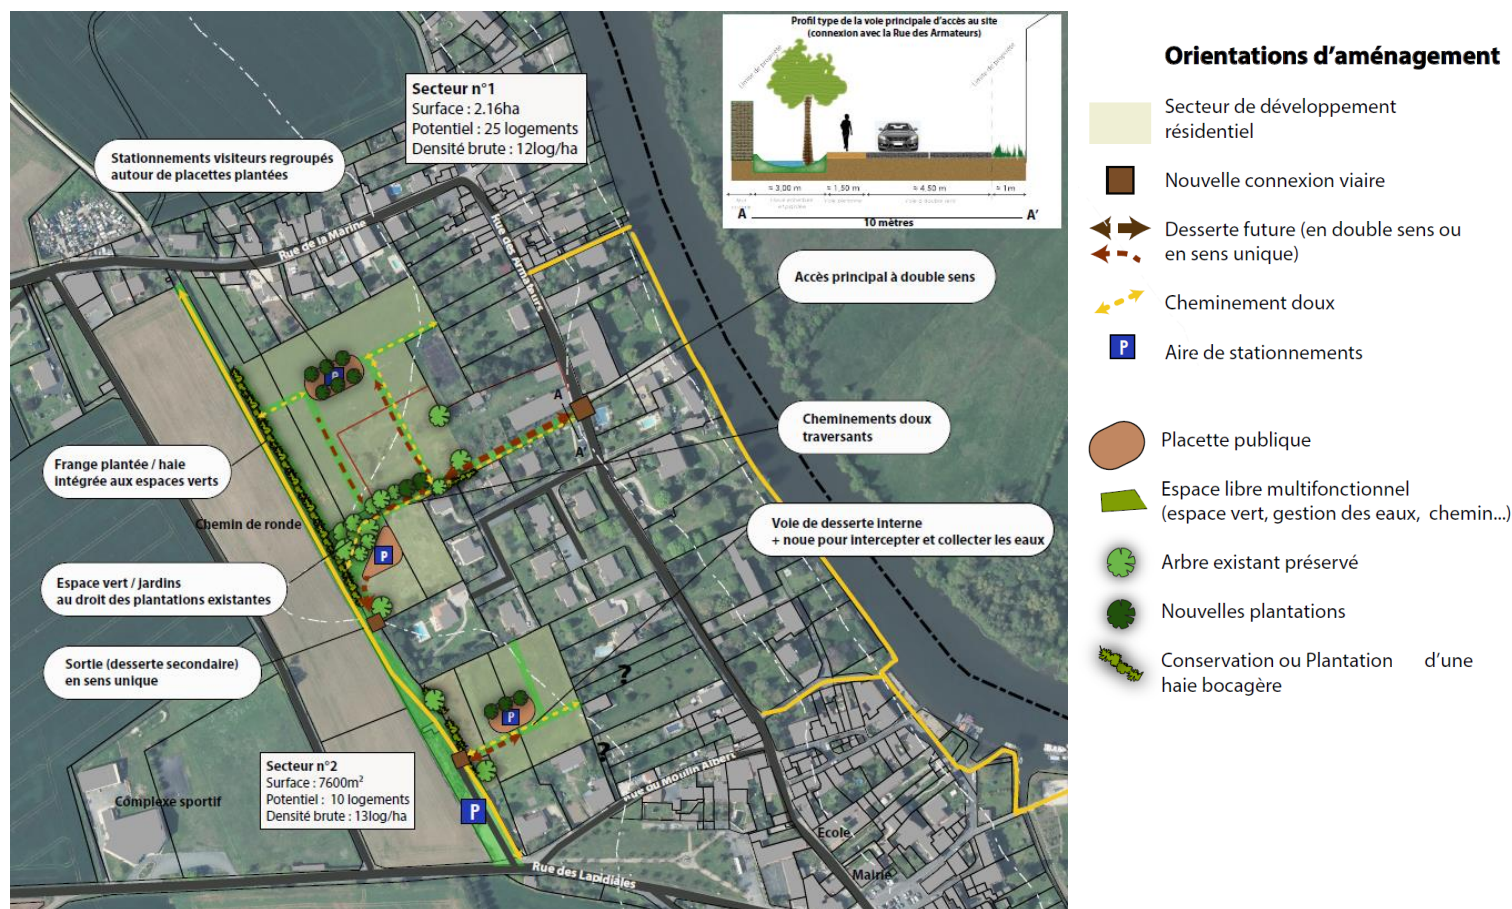 Profil type de la voie principale d'accès au site
(connexion avec la Rue des Armateurs)
Limite de propriété
Limite de propriété
≈ 3,00 m
≈ 1,50 m
≈ 4.50 m
≈ 1m
A
A'
10 mètres
Secteur n°1
Surface : 2.16ha
Potentiel : 25 logements
Densité brute : 12log/ha
Stationnements visiteurs regroupés
autour de placettes plantées
Rue de la Marine
Rue des Armateurs
Accès principal à double sens
P
A
A'
Cheminements doux
traversants
Frange plantée / haie
intégrée aux espaces verts
Chemin de ronde
Voie de desserte interne
+ noue pour intercepter et collecter les eaux
P
Espace vert / jardins
au droit des plantations existantes
Sortie (desserte secondaire)
en sens unique
?
P
?
Secteur n°2
Surface : 7600m²
Potentiel : 10 logements
Densité brute : 13log/ha
Complexe sportif
P
Rue du Moulin Albert
Ecole
Mairie
Rue des Lapidiales
Orientations d'aménagement
Secteur de développement
résidentiel
Nouvelle connexion viaire
Desserte future (en double sens ou
en sens unique)
Cheminement doux
P
Aire de stationnements
Placette publique
Espace libre multifonctionnel
(espace vert, gestion des eaux, chemin...)
Arbre existant préservé
Nouvelles plantations
Conservation ou Plantation d'une
haie bocagère